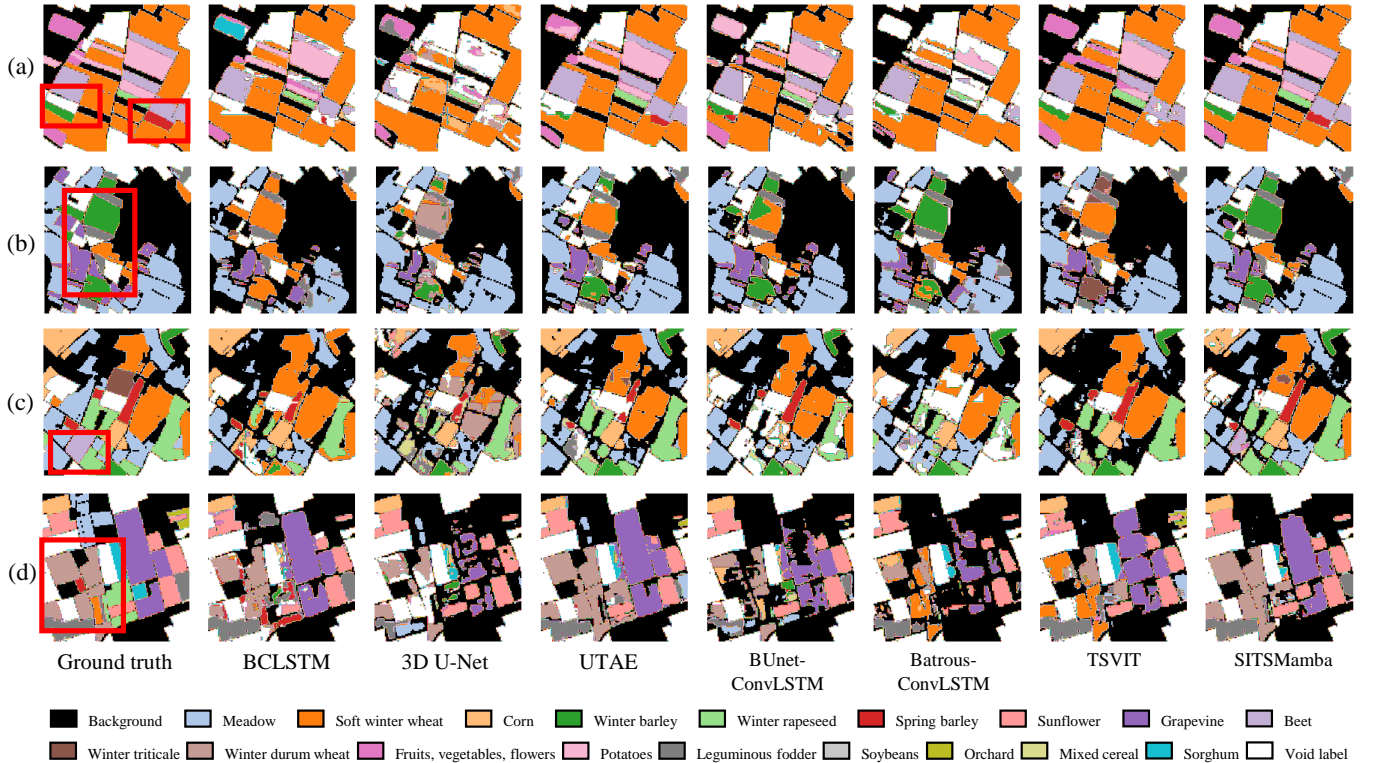 (a)
(b)
(c)
(d)
Ground truth BCLSTM 3D U-Net UTAE BUnet- Batrous- TSVIT SITSMamba
ConvLSTM ConvLSTM
Background Meadow Soft winter wheat Corn Winter barley Winter rapeseed Spring barley Sunflower Grapevine Beet
Winter triticale Winter durum wheat Fruits, vegetables, flowers Potatoes Leguminous fodder Soybeans Orchard Mixed cereal Sorghum Void label